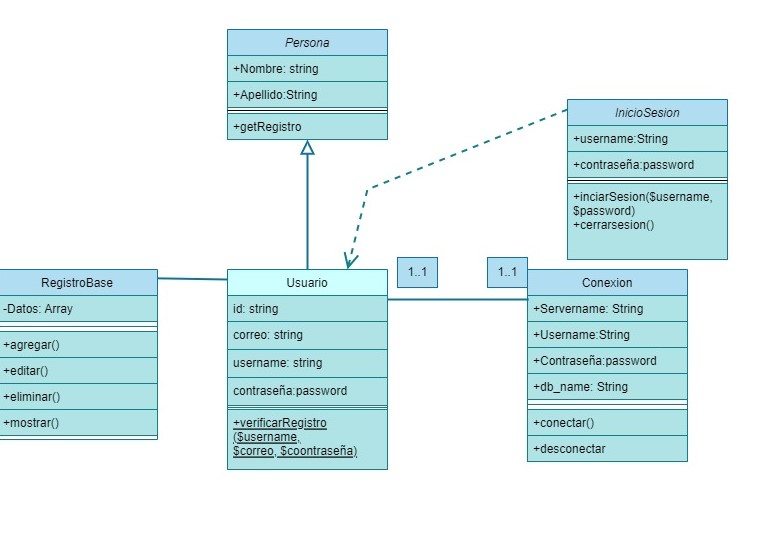 Persona
+Nombre: string
+Apellido:String
+getRegistro
InicioSesion
+username:String
+contraseña:password
+inciarSesion($username,
$password)
+cerrarsesion()
RegistroBase
-Datos: Array
+agregar()
+editar()
+eliminar()
+mostrar()
Usuario
id: string
correo: string
username: string
contraseña:password
+verificarRegistro
($username,
$correo, $coontraseña)
1..1
1..1
Conexion
+Servername: String
+Username:String
+Contraseña:password
+db_name: String
+conectar()
+desconectar